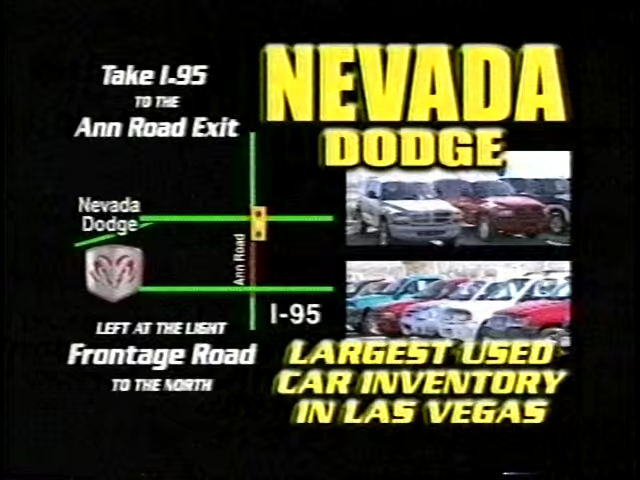 Take I-95
TO THE
Ann Road Exit
NEVADA
DODGE
Nevada
Dodge
Ann Road
I-95
LEFT AT THE LIGHT
Frontage Road
TO THE NORTH
LARGEST USED
CAR INVENTORY
IN LAS VEGAS